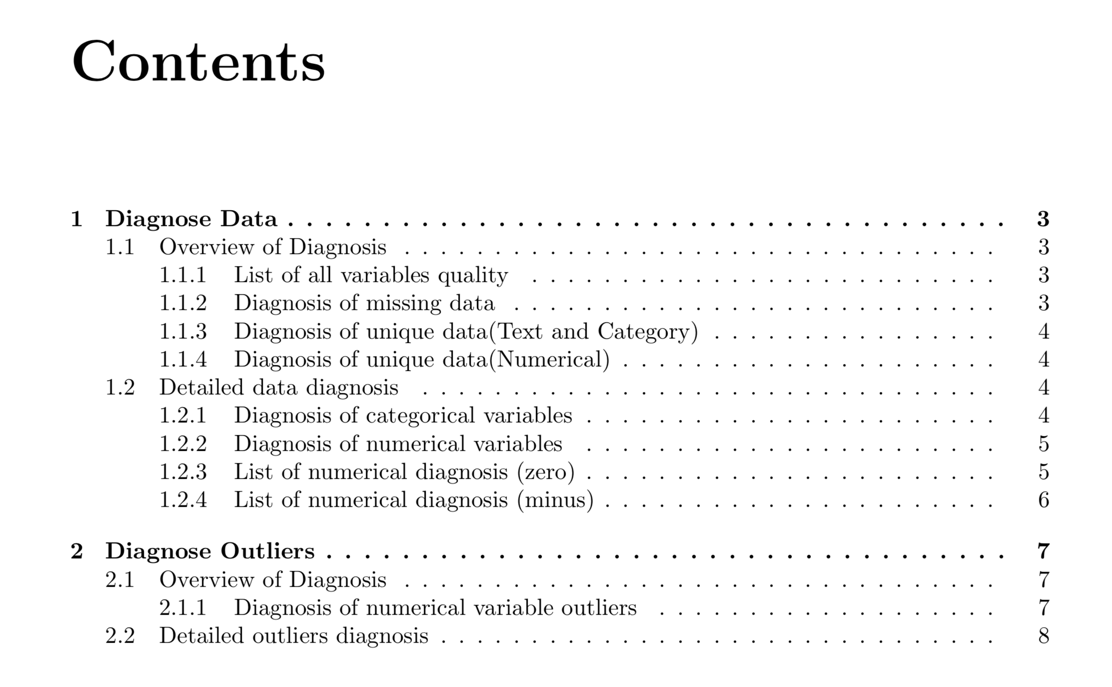 Contents
1 Diagnose Data . . . . . . . . . . . . . . . . . . . . . . . . . . . . . . . . . . . . . . 3
1.1 Overview of Diagnosis . . . . . . . . . . . . . . . . . . . . . . . . . . . . . . . . . 3
1.1.1 List of all variables quality . . . . . . . . . . . . . . . . . . . . . . . . . . 3
1.1.2 Diagnosis of missing data . . . . . . . . . . . . . . . . . . . . . . . . . . . 3
1.1.3 Diagnosis of unique data(Text and Category) . . . . . . . . . . . . . . . . 4
1.1.4 Diagnosis of unique data(Numerical) . . . . . . . . . . . . . . . . . . . . . 4
1.2 Detailed data diagnosis . . . . . . . . . . . . . . . . . . . . . . . . . . . . . . . . 4
1.2.1 Diagnosis of categorical variables . . . . . . . . . . . . . . . . . . . . . . . 4
1.2.2 Diagnosis of numerical variables . . . . . . . . . . . . . . . . . . . . . . . 5
1.2.3 List of numerical diagnosis (zero) . . . . . . . . . . . . . . . . . . . . . . . 5
1.2.4 List of numerical diagnosis (minus) . . . . . . . . . . . . . . . . . . . . . . 6
2 Diagnose Outliers . . . . . . . . . . . . . . . . . . . . . . . . . . . . . . . . . . . . 7
2.1 Overview of Diagnosis . . . . . . . . . . . . . . . . . . . . . . . . . . . . . . . . . 7
2.1.1 Diagnosis of numerical variable outliers . . . . . . . . . . . . . . . . . . . 7
2.2 Detailed outliers diagnosis . . . . . . . . . . . . . . . . . . . . . . . . . . . . . . . 8